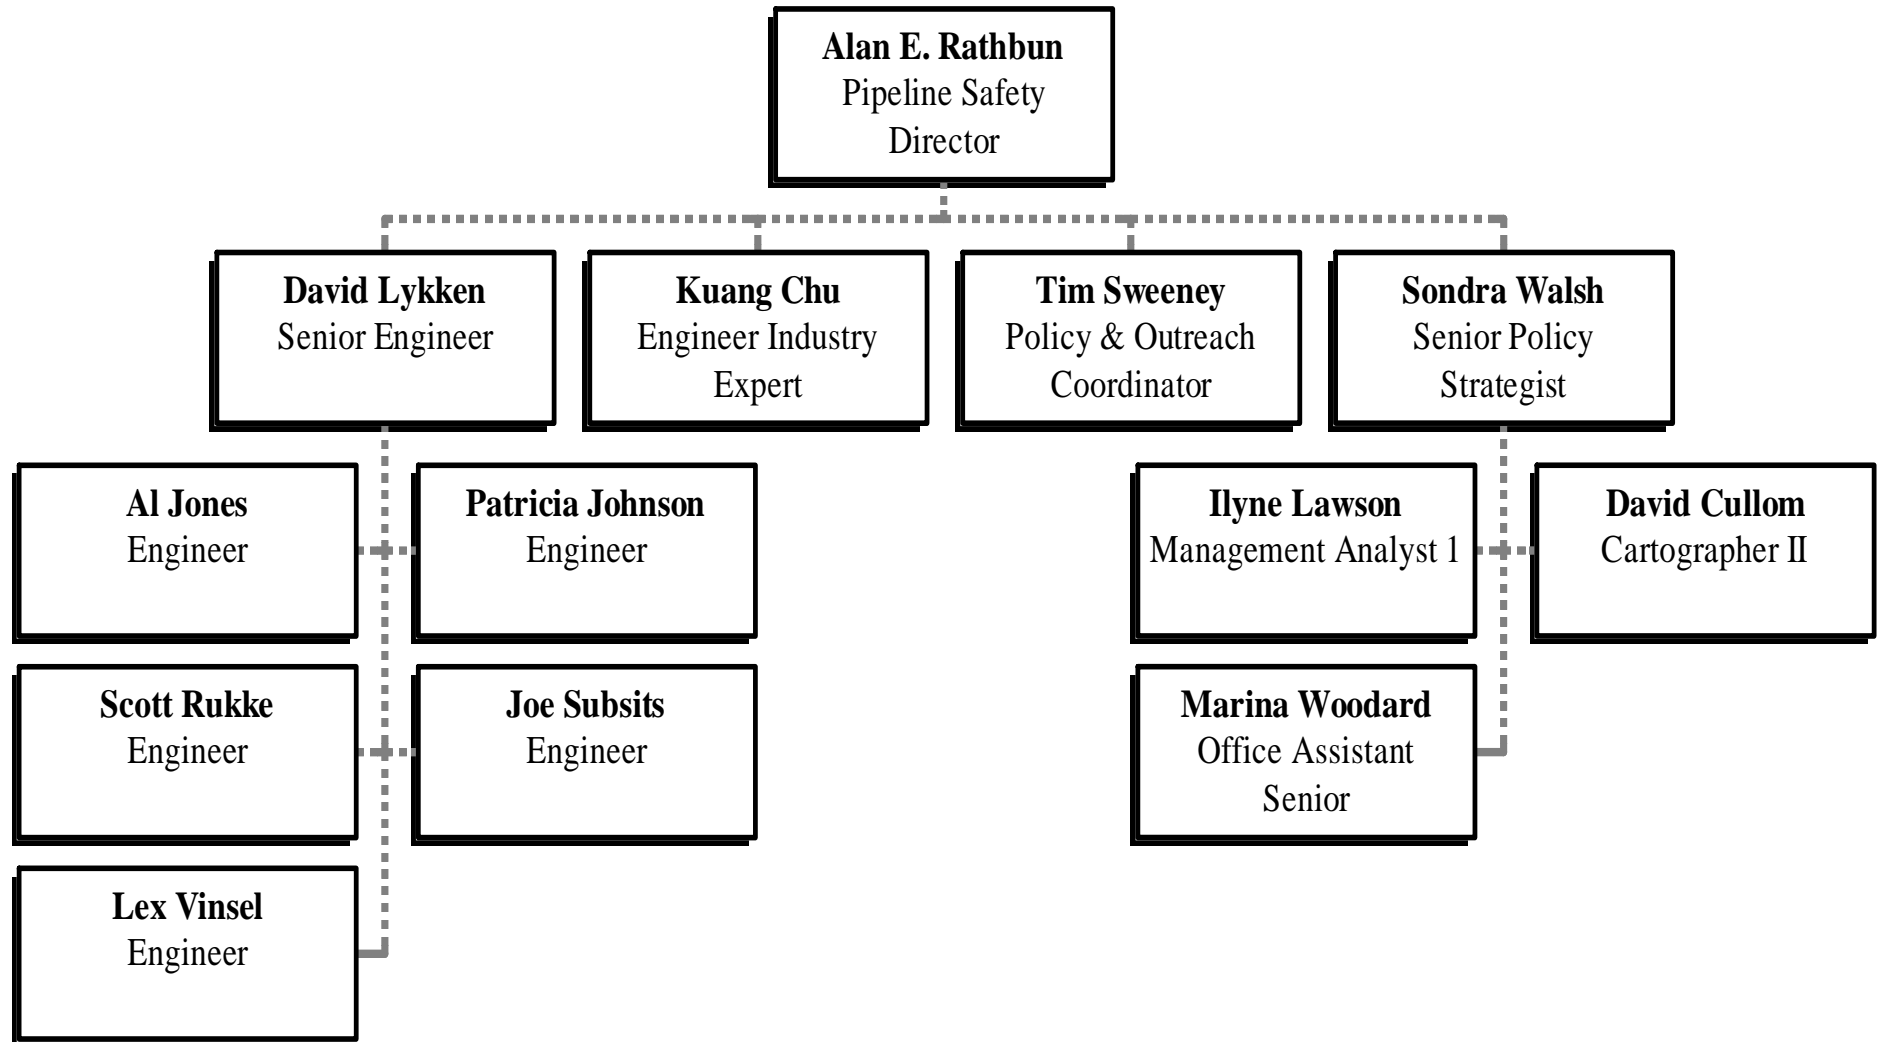 Alan E. Rathbun
Pipeline Safety
Director
David Lykken
Senior Engineer
Kuang Chu
Engineer Industry
Expert
Tim Sweeney
Policy & Outreach
Coordinator
Sondra Walsh
Senior Policy
Strategist
Al Jones
Engineer
Patricia Johnson
Engineer
Ilyne Lawson
Management Analyst 1
David Cullom
Cartographer II
Scott Rukke
Engineer
Joe Subsits
Engineer
Marina Woodard
Office Assistant
Senior
Lex Vinsel
Engineer